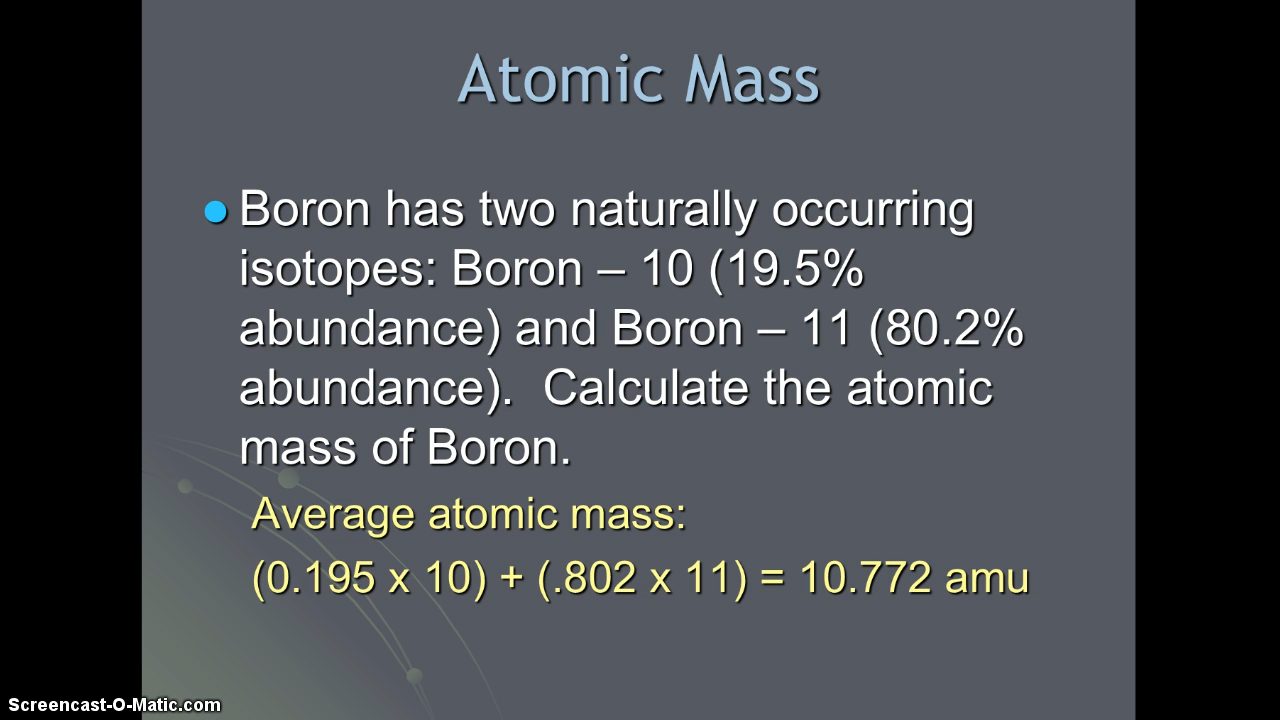 Atomic Mass
Boron has two naturally occurring
isotopes: Boron – 10 (19.5%
abundance) and Boron – 11 (80.2%
abundance).  Calculate the atomic
mass of Boron.
Average atomic mass:
(0.195 x 10) + (.802 x 11) = 10.772 amu
Screencast-O-Matic.com